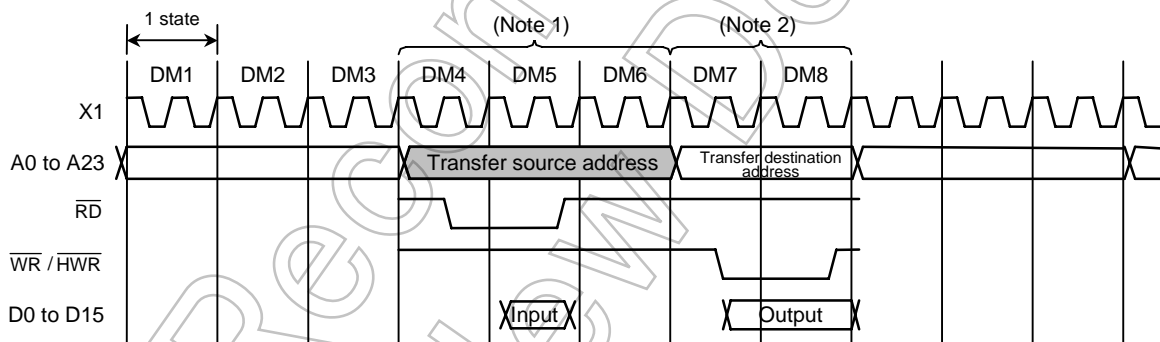 1 state
(Note 1)
(Note 2)
DM1 DM2 DM3 DM4 DM5 DM6 DM7 DM8
X1
A0 to A23
Transfer source address
Transfer destination
address
RD
WR / HWR
D0 to D15
Input
Output